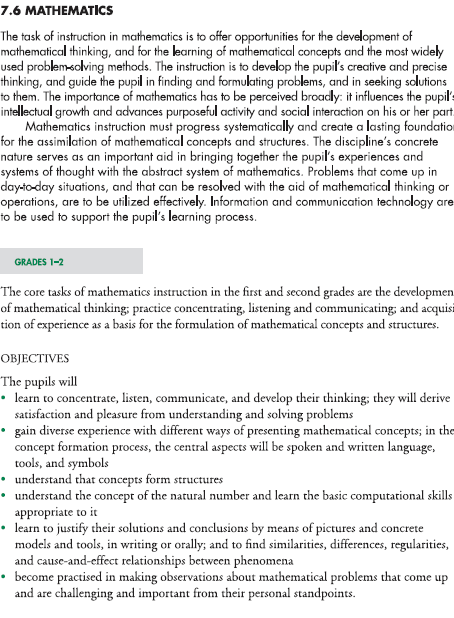 7.6 MATHEMATICS
The task of instruction in mathematics is to offer opportunities for the development of
mathematical thinking, and for the learning of mathematical concepts and the most widely
used problem-solving methods. The instruction is to develop the pupil's creative and precise
thinking, and guide the pupil in finding and formulating problems, and in seeking solutions
to them. The importance of mathematics has to be perceived broadly: it influences the pupil's
intellectual growth and advances purposeful activity and social interaction on his or her part.
Mathematics instruction must progress systematically and create a lasting foundatio
for the assimilation of mathematical concepts and structures. The discipline's concrete
nature serves as an important aid in bringing together the pupil's experiences and
systems of thought with the abstract system of mathematics. Problems that come up in
day-to-day situations, and that can be resolved with the aid of mathematical thinking or
operations, are to be utilized effectively. Information and communication technology are
to be used to support the pupil's learning process.
GRADES 1–2
The core tasks of mathematics instruction in the first and second grades are the developmen
of mathematical thinking; practice concentrating, listening and communicating; and acquisi
tion of experience as a basis for the formulation of mathematical concepts and structures.
OBJECTIVES
The pupils will
• learn to concentrate, listen, communicate, and develop their thinking; they will derive
satisfaction and pleasure from understanding and solving problems
• gain diverse experience with different ways of presenting mathematical concepts; in the
concept formation process, the central aspects will be spoken and written language,
tools, and symbols
• understand that concepts form structures
• understand the concept of the natural number and learn the basic computational skills
appropriate to it
• learn to justify their solutions and conclusions by means of pictures and concrete
models and tools, in writing or orally; and to find similarities, differences, regularities,
and cause-and-effect relationships between phenomena
• become practised in making observations about mathematical problems that come up
and are challenging and important from their personal standpoints.